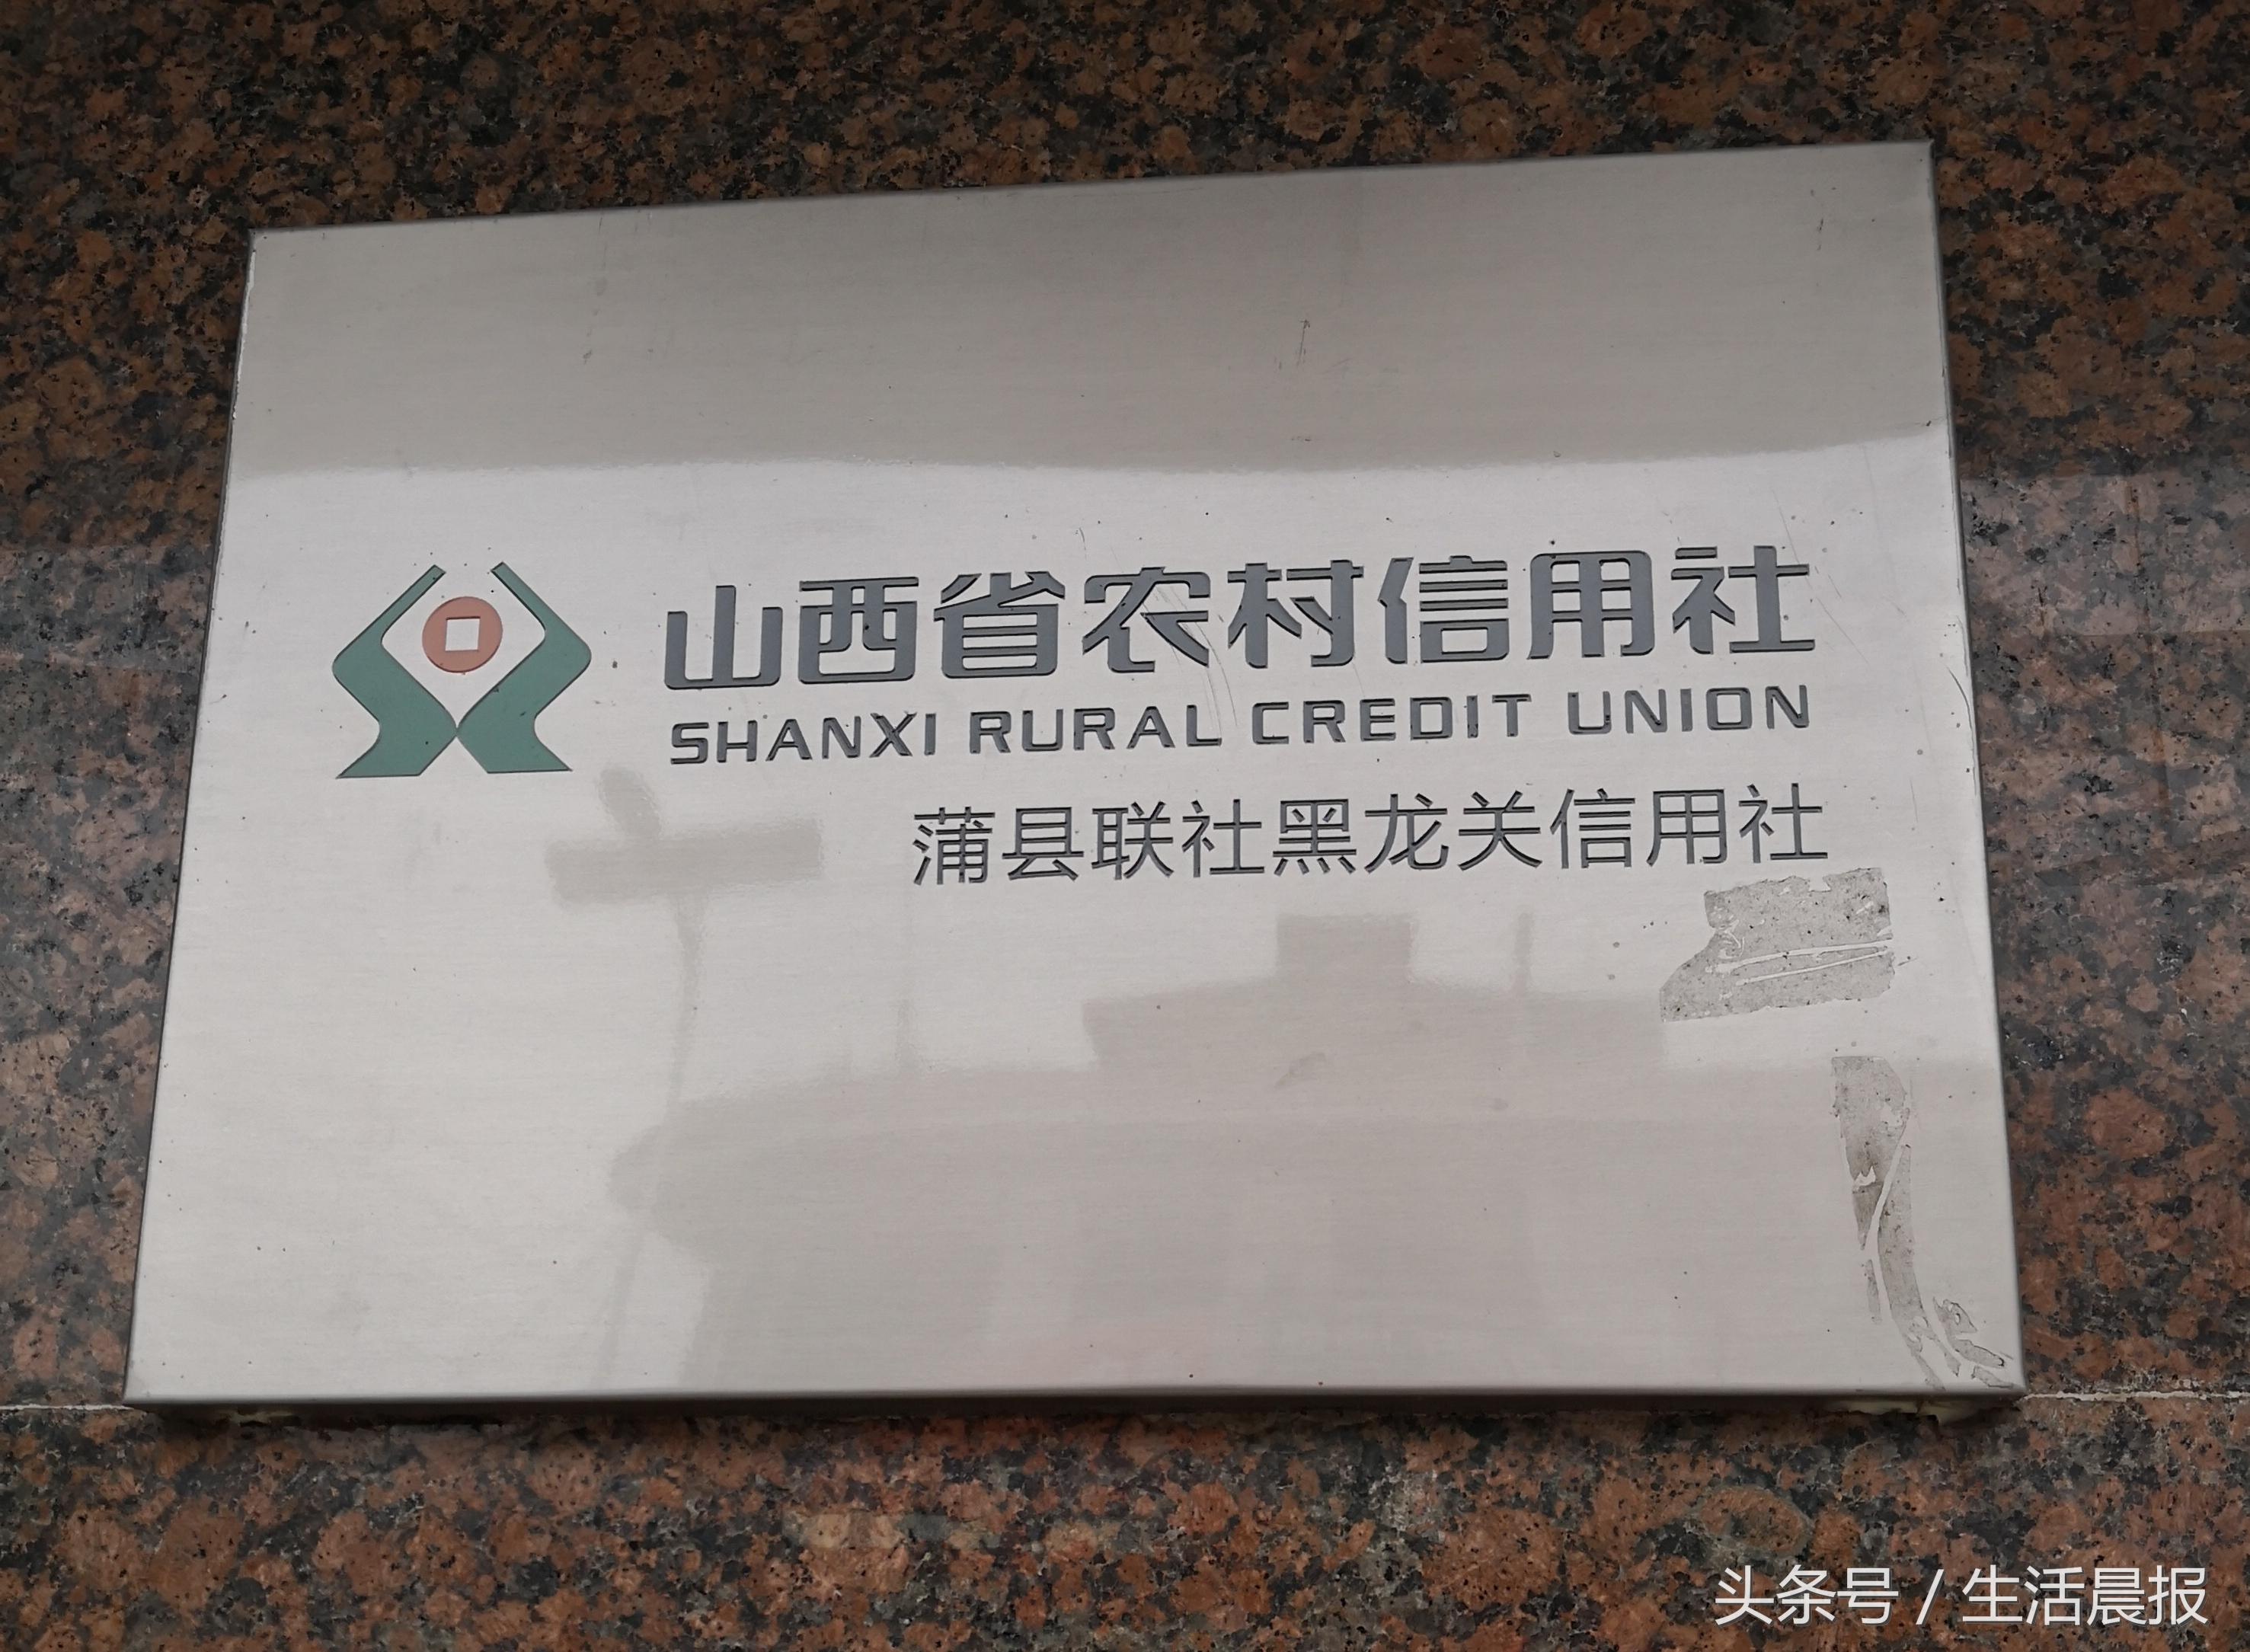 山西省农村信用社
SHANXI RURAL CREDIT UNION
蒲县联社黑龙关信用社
头条号 / 生活晨报